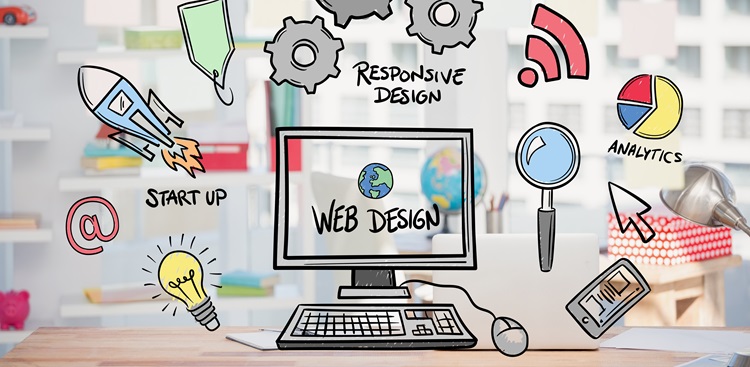 RESPONSIVE
DESIGN
ANALYTICS
START UP
WEB DESIGN
@